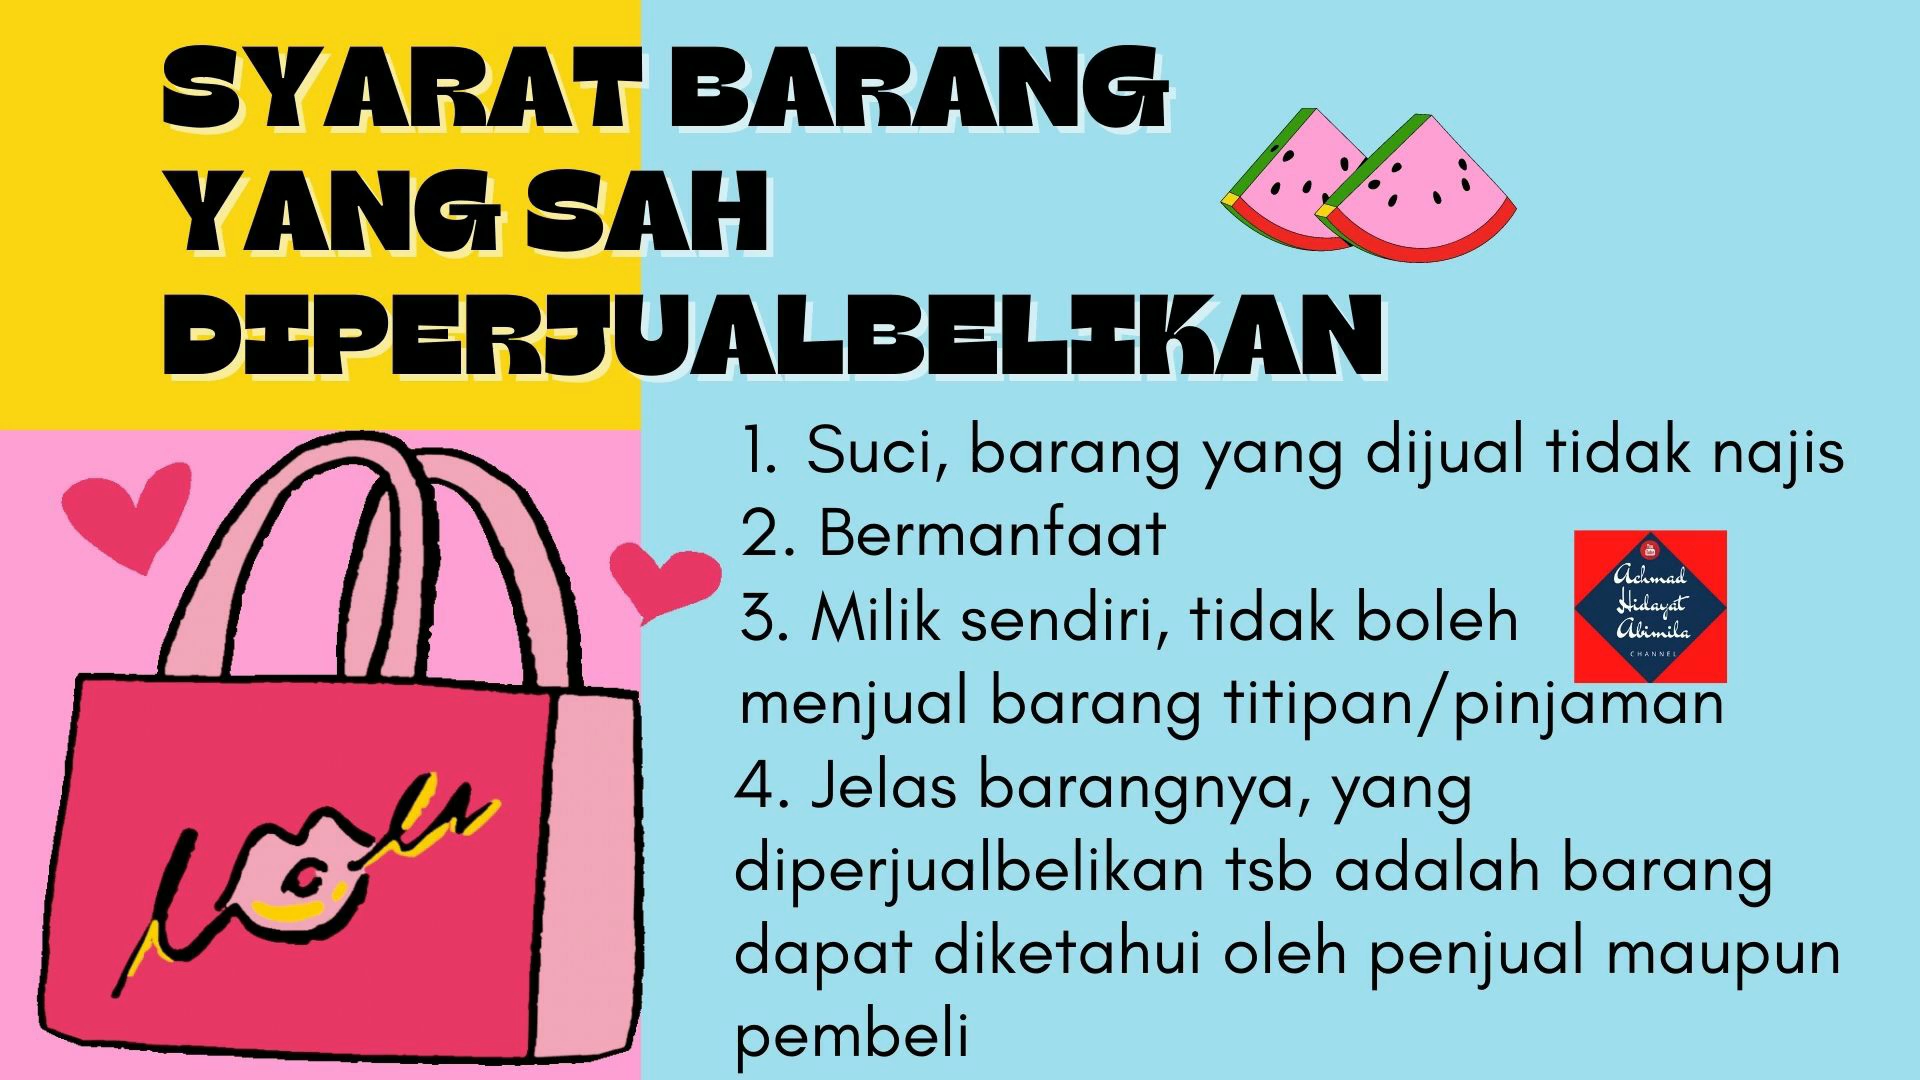 SYARAT BARANG
YANG SAH
DIPERJUALBELIKAN
1. Suci, barang yang dijual tidak najis
2. Bermanfaat
3. Milik sendiri, tidak boleh
menjual barang titipan/pinjaman
4. Jelas barangnya, yang
diperjualbelikan tsb adalah barang
dapat diketahui oleh penjual maupun
pembeli
Achmad
Hidayat
Abimila
CHANNEL